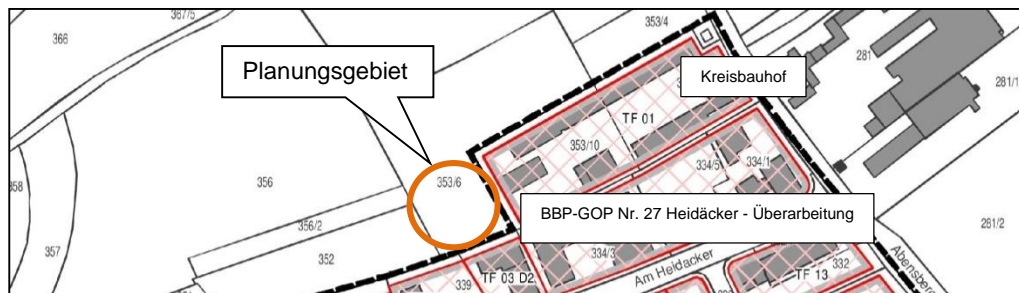 367/5
366
353/4
281
281/1
Planungsgebiet
Kreisbauhof
TF 01
353/10
334/5
334/1
353/6
358
356
356/2
357
352
BBP-GOP Nr. 27 Heidäcker - Überarbeitung
281/2
334/3
Am Heidacker
339
TF 03 D2
TF 13
332
Abensberg